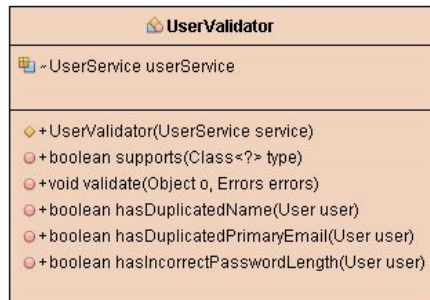 UserValidator
~UserService userService
+UserValidator(UserService service)
+boolean supports(Class<?> type)
+void validate(Object o, Errors errors)
+boolean hasDuplicatedName(User user)
+boolean hasDuplicatedPrimaryEmail(User user)
+boolean hasIncorrectPasswordLength(User user)